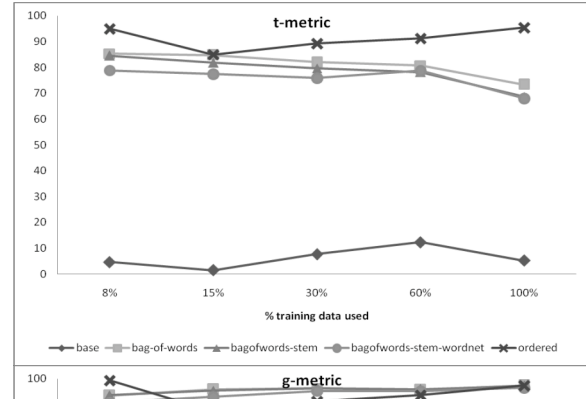 t-metric
100
90
80
70
60
50
40
30
20
10
0
8% 15% 30% 60% 100%
% training data used
base bag-of-words bagofwords-stem bagofwords-stem-wordnet ordered
g-metric
100